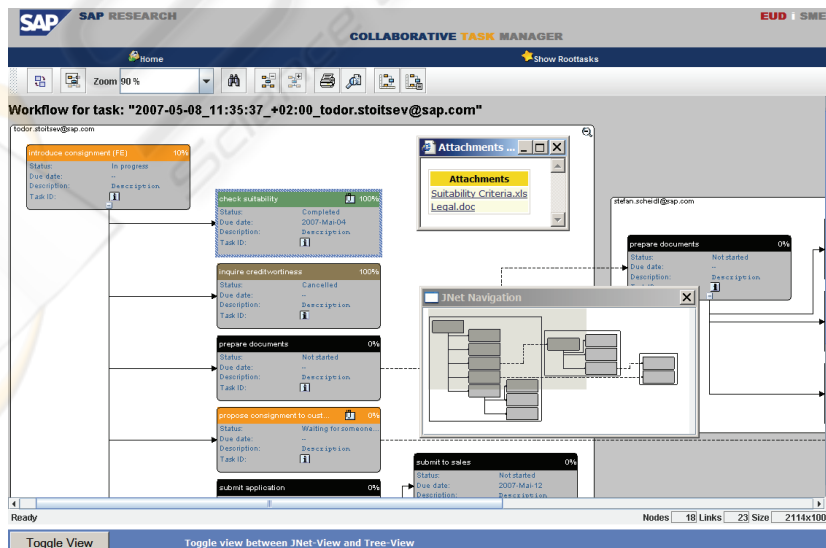 SAP
SAP RESEARCH
EUD i SME
COLLABORATIVE TASK MANAGER
Home
Show Roottasks
Zoom 90 %
Workflow for task: "2007-05-08_11:35:37_+02:00_todor.stoitsev@sap.com"
todor.stoitsev@sap.com
introduce consignment (FE) 10%
Status: In progress
Due date: --
Description: Description
Task ID:
check suitability 100%
Status: Completed
Due date: 2007-Mai-04
Description: Description
Task ID:
inquire creditworthiness 100%
Status: Cancelled
Due date: --
Description: Description
Task ID:
prepare documents 0%
Status: Not started
Due date: --
Description: Description
Task ID:
propose consignment to cust... 0%
Status: Waiting for someone...
Due date: --
Description: Description
Task ID:
submit application 0%
Attachments ...
Attachments
Suitability Criteria.xls
Legal.doc
stefan.scheidl@sap.com
prepare documents 0%
Status: Not started
Due date: --
Description: Description
JNet Navigation
submit to sales 0%
Status: Not started
Due date: 2007-Mai-12
Description: Description
Ready
Nodes 18 Links 23 Size 2114x100
Toggle View
Toggle view between JNet-View and Tree-View